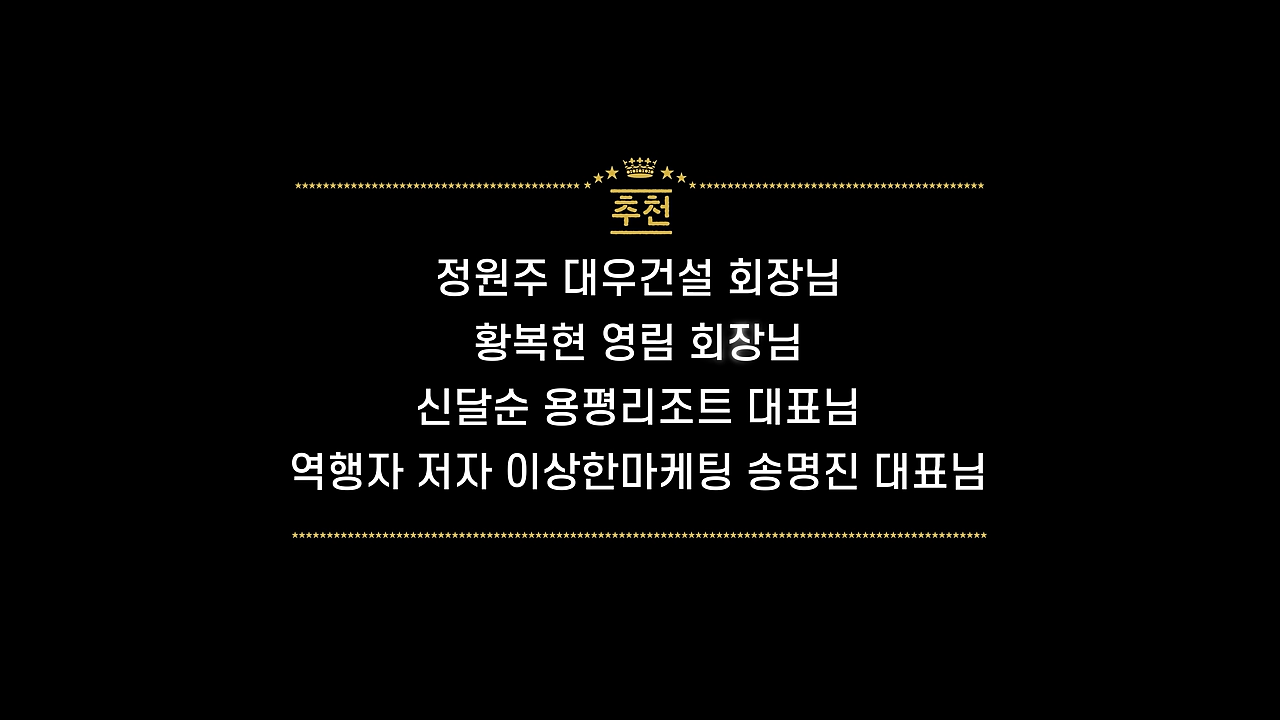 추천
정원주 대우건설 회장님
황복현 영림 회장님
신달순 용평리조트 대표님
역행자 저자 이상한마케팅 송명진 대표님